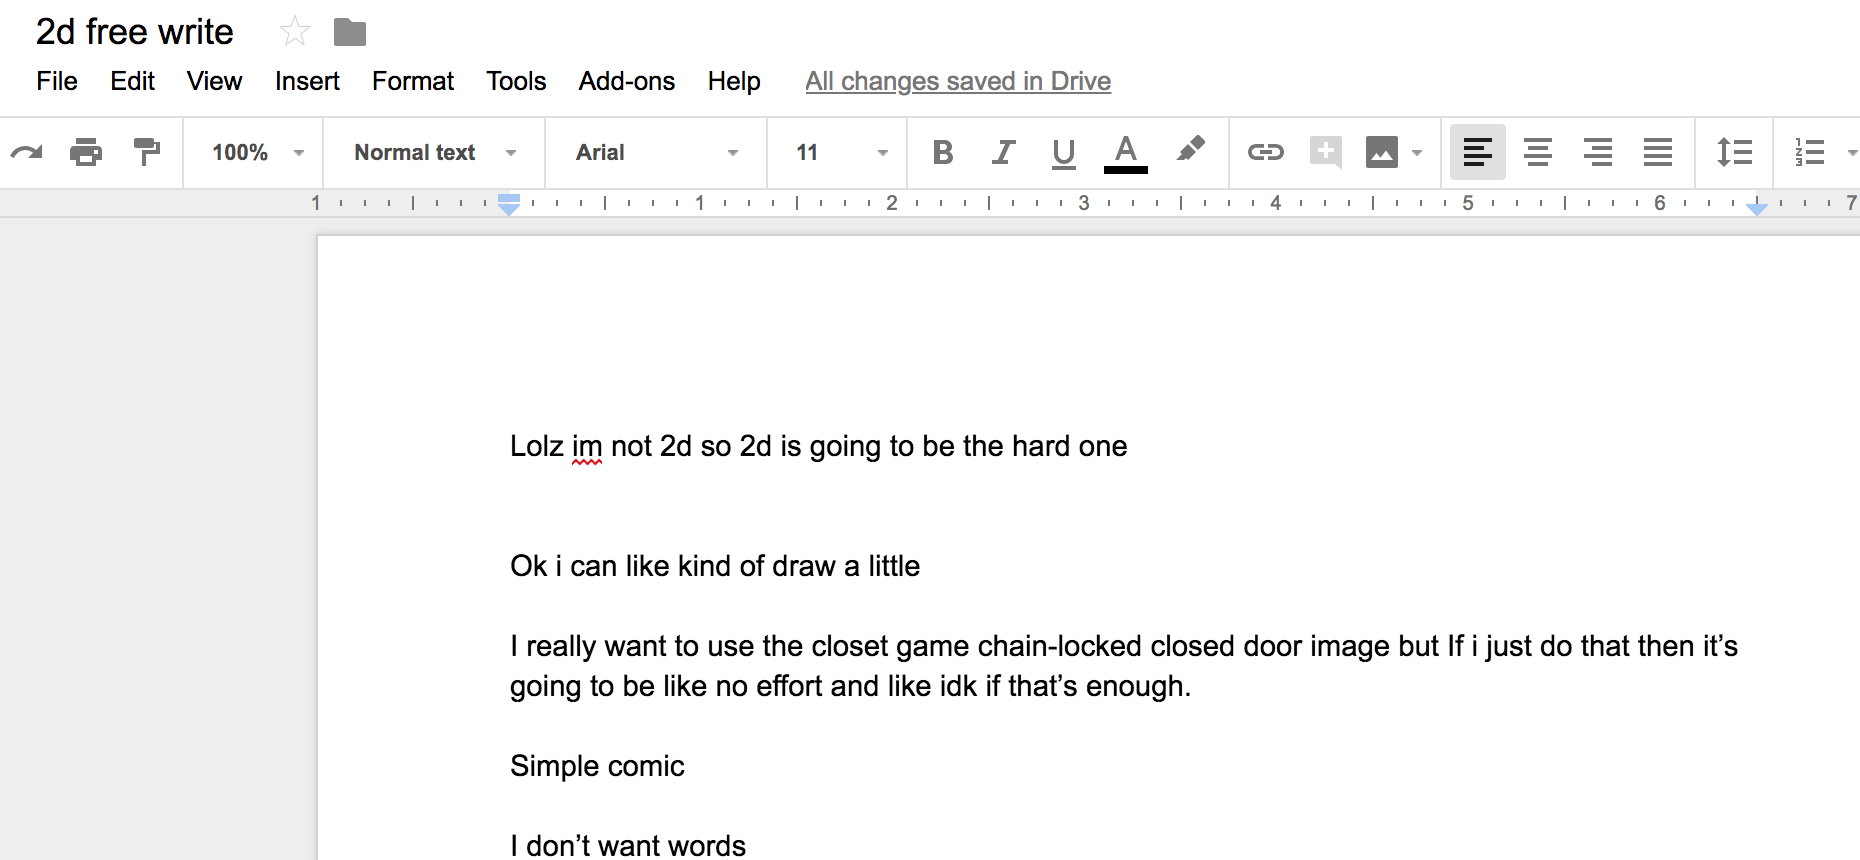 2d free write
File Edit View Insert Format Tools Add-ons Help All changes saved in Drive
100% Normal text Arial 11 B I U A
1 1 2 3 4 5 6 7
Lolz im not 2d so 2d is going to be the hard one
Ok i can like kind of draw a little
I really want to use the closet game chain-locked closed door image but If i just do that then it’s
going to be like no effort and like idk if that’s enough.
Simple comic
I don’t want words